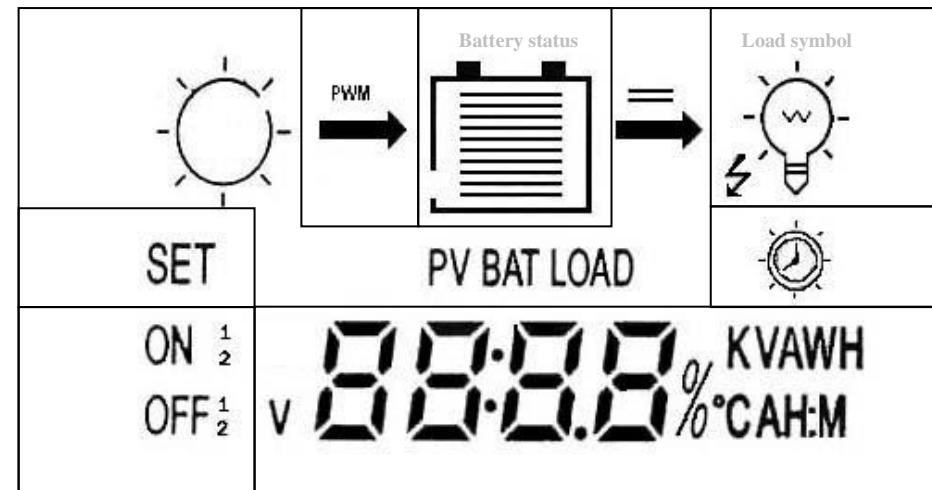 Battery status
Load symbol
PWM
SET
PV BAT LOAD
ON 1 2
OFF 1 2
V 88:8.8 % KVAWH
°C AH:M